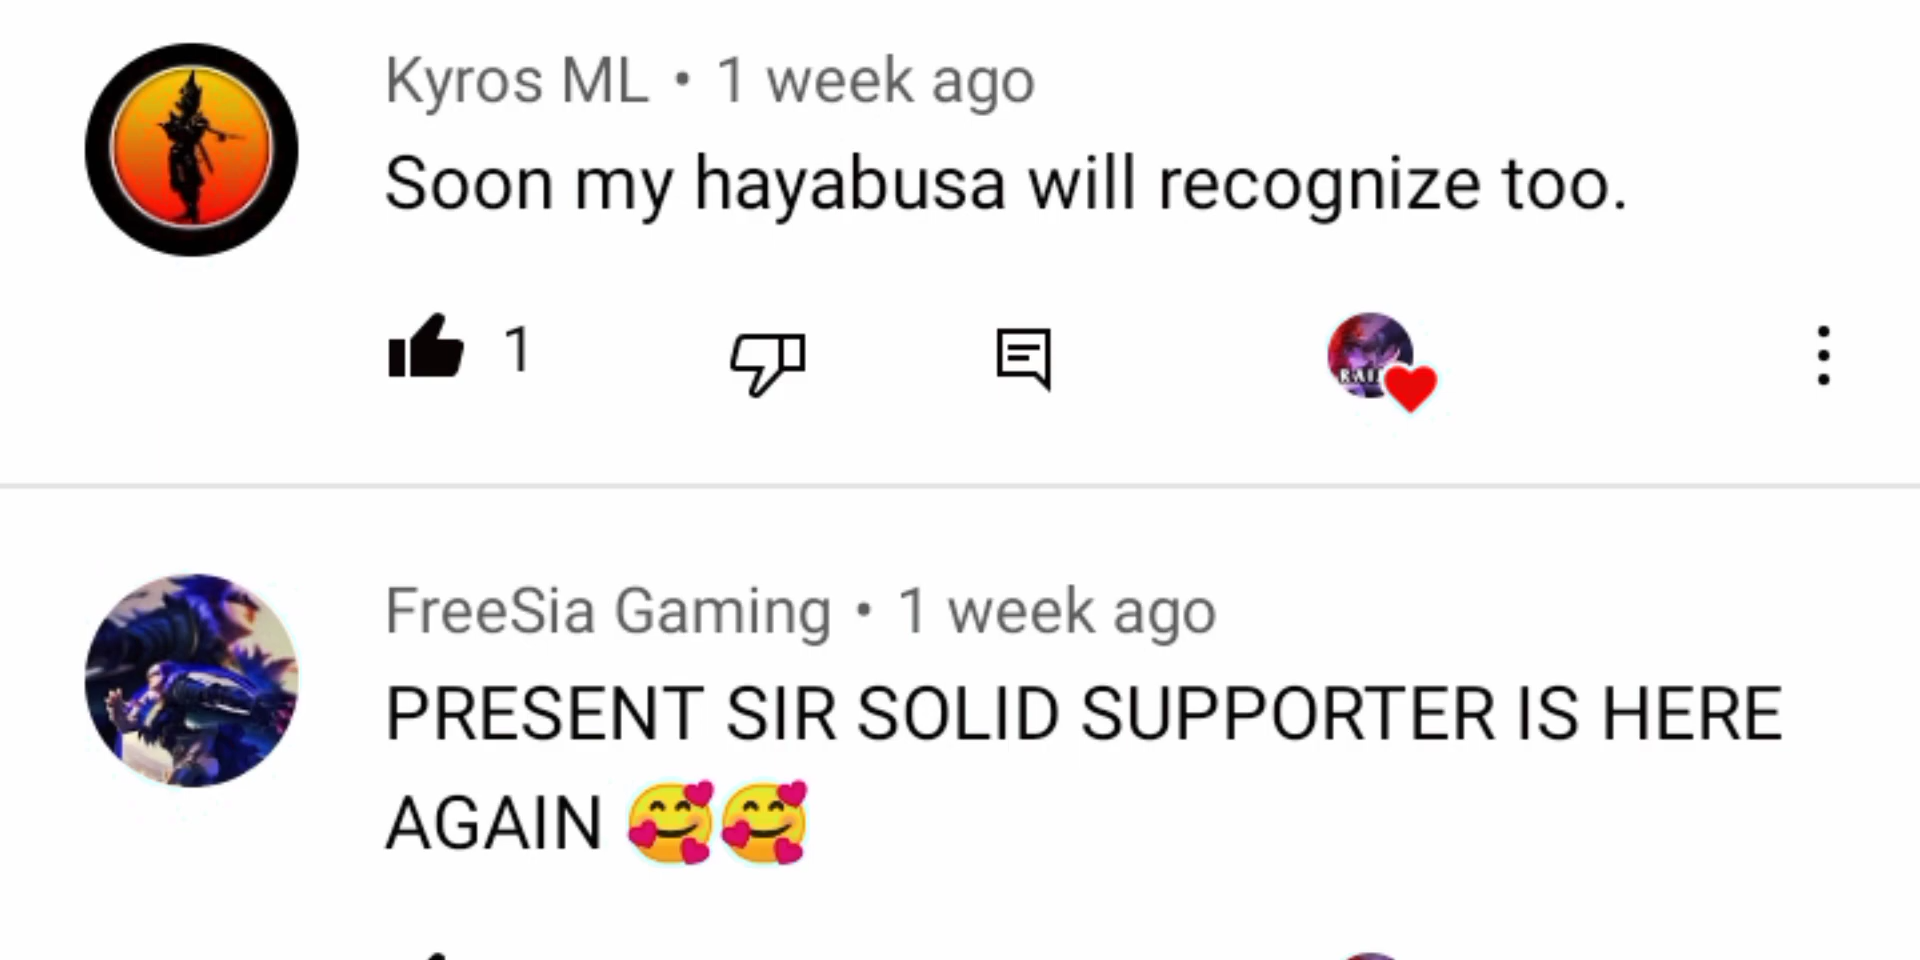 Kyros ML • 1 week ago
Soon my hayabusa will recognize too.
1
FreeSia Gaming • 1 week ago
PRESENT SIR SOLID SUPPORTER IS HERE
AGAIN 🥰🥰